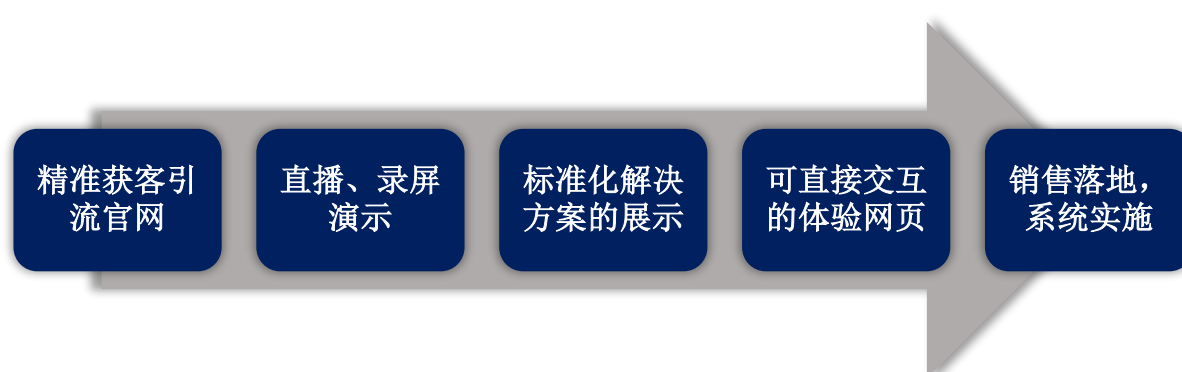 精准获客引
流官网
直播、录屏
演示
标准化解决
方案的展示
可直接交互
的体验网页
销售落地，
系统实施